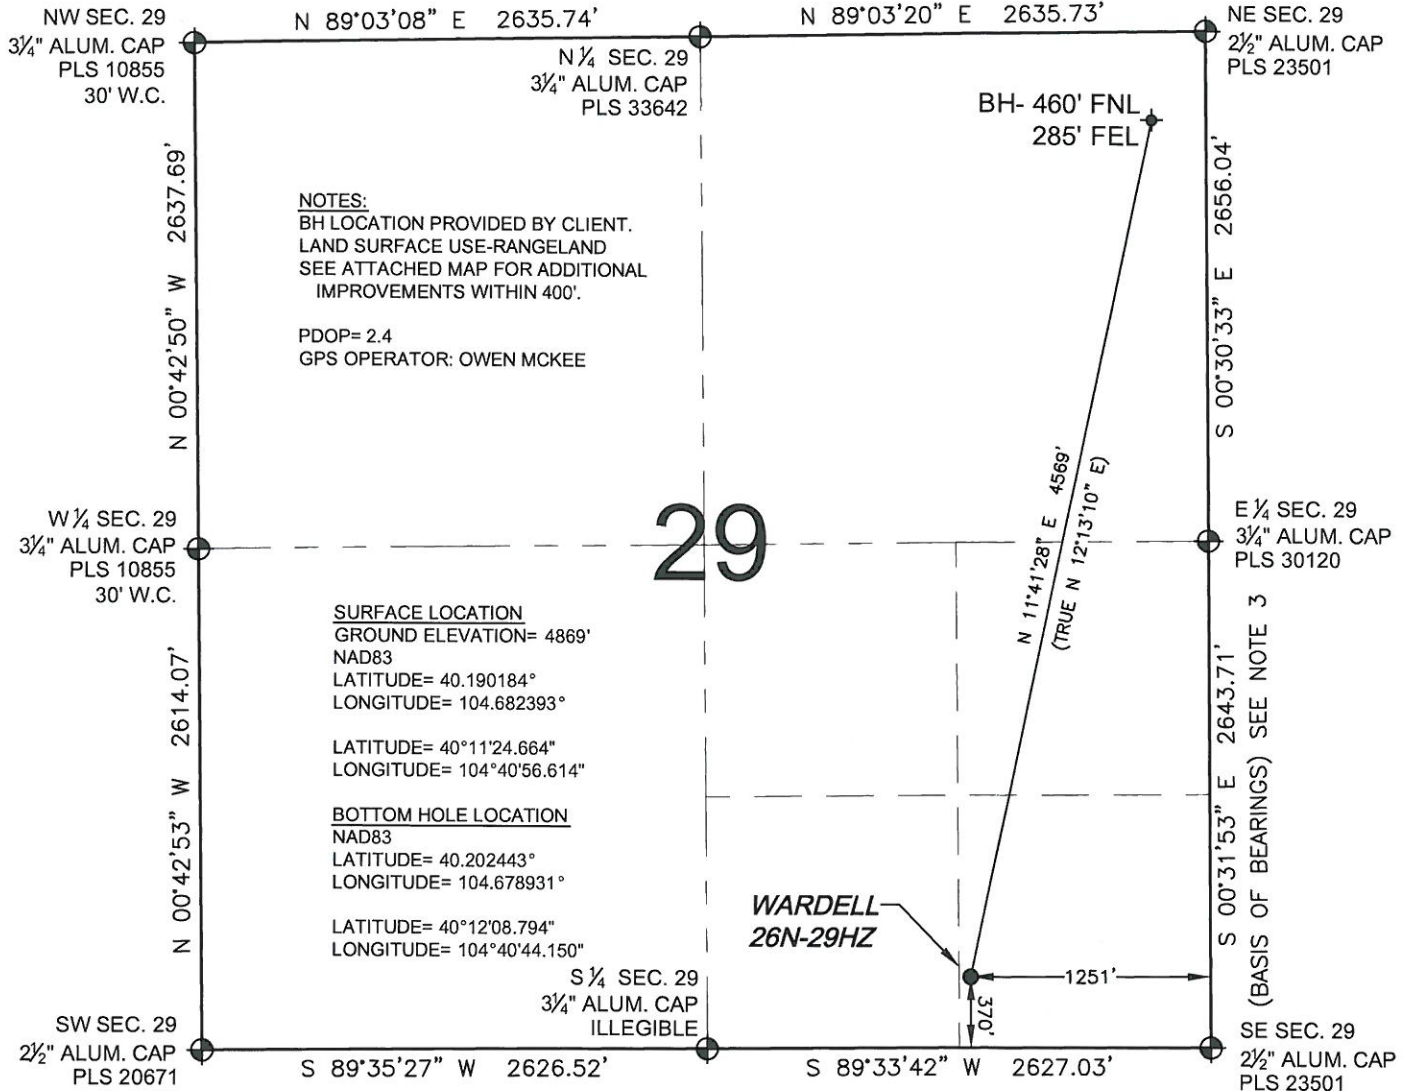 N 89°03'08" E 2635.74'
N 89°03'20" E 2635.73'
NW SEC. 29
3¼" ALUM. CAP
PLS 10855
30' W.C.
N ¼ SEC. 29
3¼" ALUM. CAP
PLS 33642
NE SEC. 29
2½" ALUM. CAP
PLS 23501
BH- 460' FNL
285' FEL
N 00°42'50" W 2637.69'
NOTES:
BH LOCATION PROVIDED BY CLIENT.
LAND SURFACE USE-RANGELAND
SEE ATTACHED MAP FOR ADDITIONAL
IMPROVEMENTS WITHIN 400'.
PDOP= 2.4
GPS OPERATOR: OWEN MCKEE
S 00°30'33" E 2656.04'
N 11°41'28" E 4569'
(TRUE N 12°13'10" E)
W ¼ SEC. 29
3¼" ALUM. CAP
PLS 10855
30' W.C.
29
E ¼ SEC. 29
3¼" ALUM. CAP
PLS 30120
N 00°42'53" W 2614.07'
SURFACE LOCATION
GROUND ELEVATION= 4869'
NAD83
LATITUDE= 40.190184°
LONGITUDE= 104.682393°
LATITUDE= 40°11'24.664"
LONGITUDE= 104°40'56.614"
BOTTOM HOLE LOCATION
NAD83
LATITUDE= 40.202443°
LONGITUDE= 104.678931°
LATITUDE= 40°12'08.794"
LONGITUDE= 104°40'44.150"
S 00°31'53" E 2643.71'
(BASIS OF BEARINGS) SEE NOTE 3
WARDELL
26N-29HZ
1251'
370'
SW SEC. 29
2½" ALUM. CAP
PLS 20671
S ¼ SEC. 29
3¼" ALUM. CAP
ILLEGIBLE
SE SEC. 29
2½" ALUM. CAP
PLS 23501
S 89°35'27" W 2626.52'
S 89°33'42" W 2627.03'